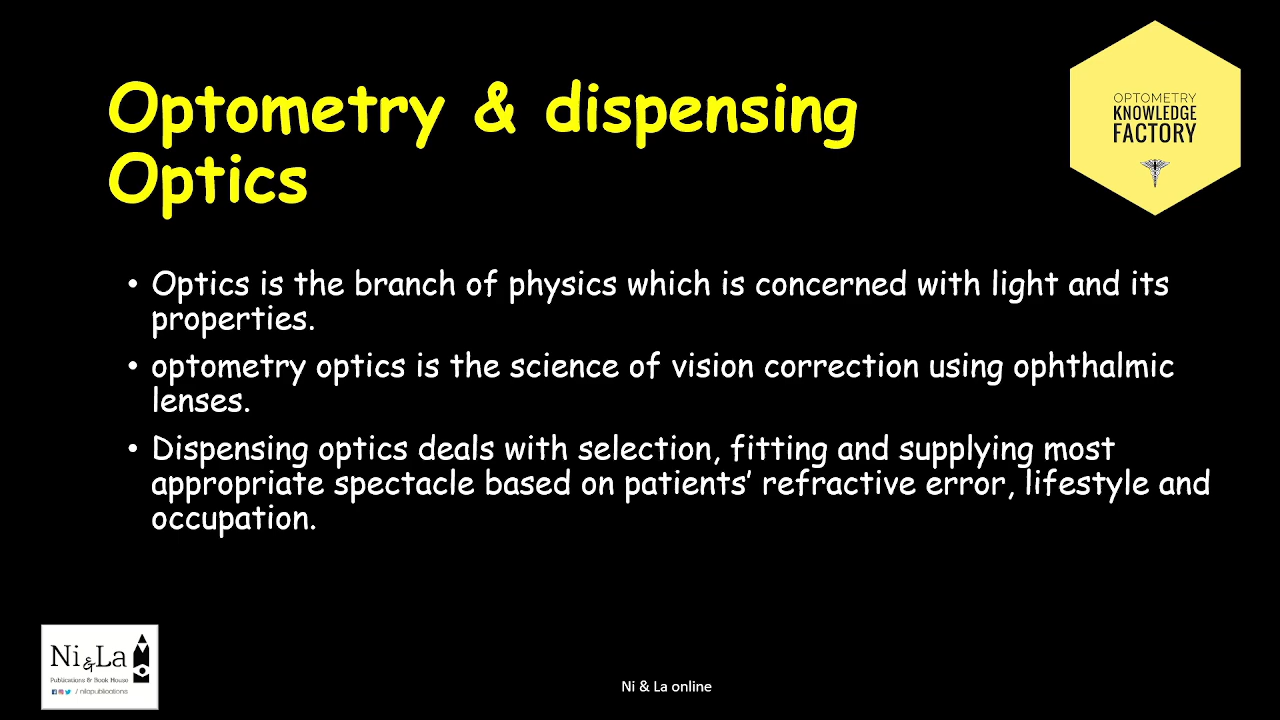 Optometry & dispensing
Optics
OPTOMETRY
KNOWLEDGE
FACTORY
• Optics is the branch of physics which is concerned with light and its
properties.
• optometry optics is the science of vision correction using ophthalmic
lenses.
• Dispensing optics deals with selection, fitting and supplying most
appropriate spectacle based on patients’ refractive error, lifestyle and
occupation.
Ni&La
Publications & Book House
/ nilapublications
Ni & La online